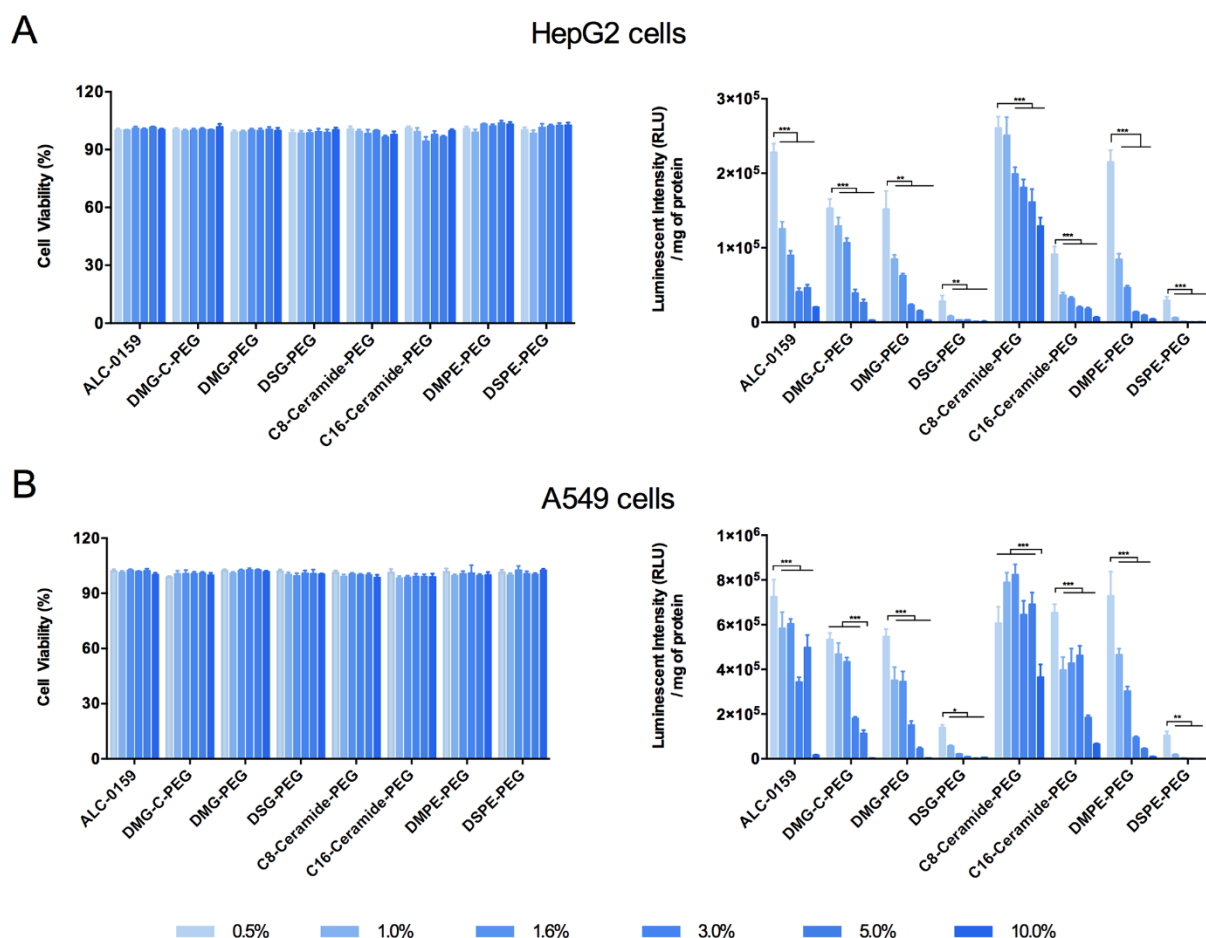 A
HepG2 cells
Cell Viability (%)
120
90
60
30
0
ALC-0159
DMG-C-PEG
DMG-PEG
DSG-PEG
C8-Ceramide-PEG
C16-Ceramide-PEG
DMPE-PEG
DSPE-PEG
Luminescent Intensity (RLU)
/ mg of protein
3×10⁵
2×10⁵
1×10⁵
0
***
***
**
**
***
***
***
***
ALC-0159
DMG-C-PEG
DMG-PEG
DSG-PEG
C8-Ceramide-PEG
C16-Ceramide-PEG
DMPE-PEG
DSPE-PEG
B
A549 cells
Cell Viability (%)
120
90
60
30
0
ALC-0159
DMG-C-PEG
DMG-PEG
DSG-PEG
C8-Ceramide-PEG
C16-Ceramide-PEG
DMPE-PEG
DSPE-PEG
Luminescent Intensity (RLU)
/ mg of protein
1×10⁶
8×10⁵
6×10⁵
4×10⁵
2×10⁵
0
***
***
***
*
***
***
***
**
ALC-0159
DMG-C-PEG
DMG-PEG
DSG-PEG
C8-Ceramide-PEG
C16-Ceramide-PEG
DMPE-PEG
DSPE-PEG
0.5% 1.0% 1.6% 3.0% 5.0% 10.0%